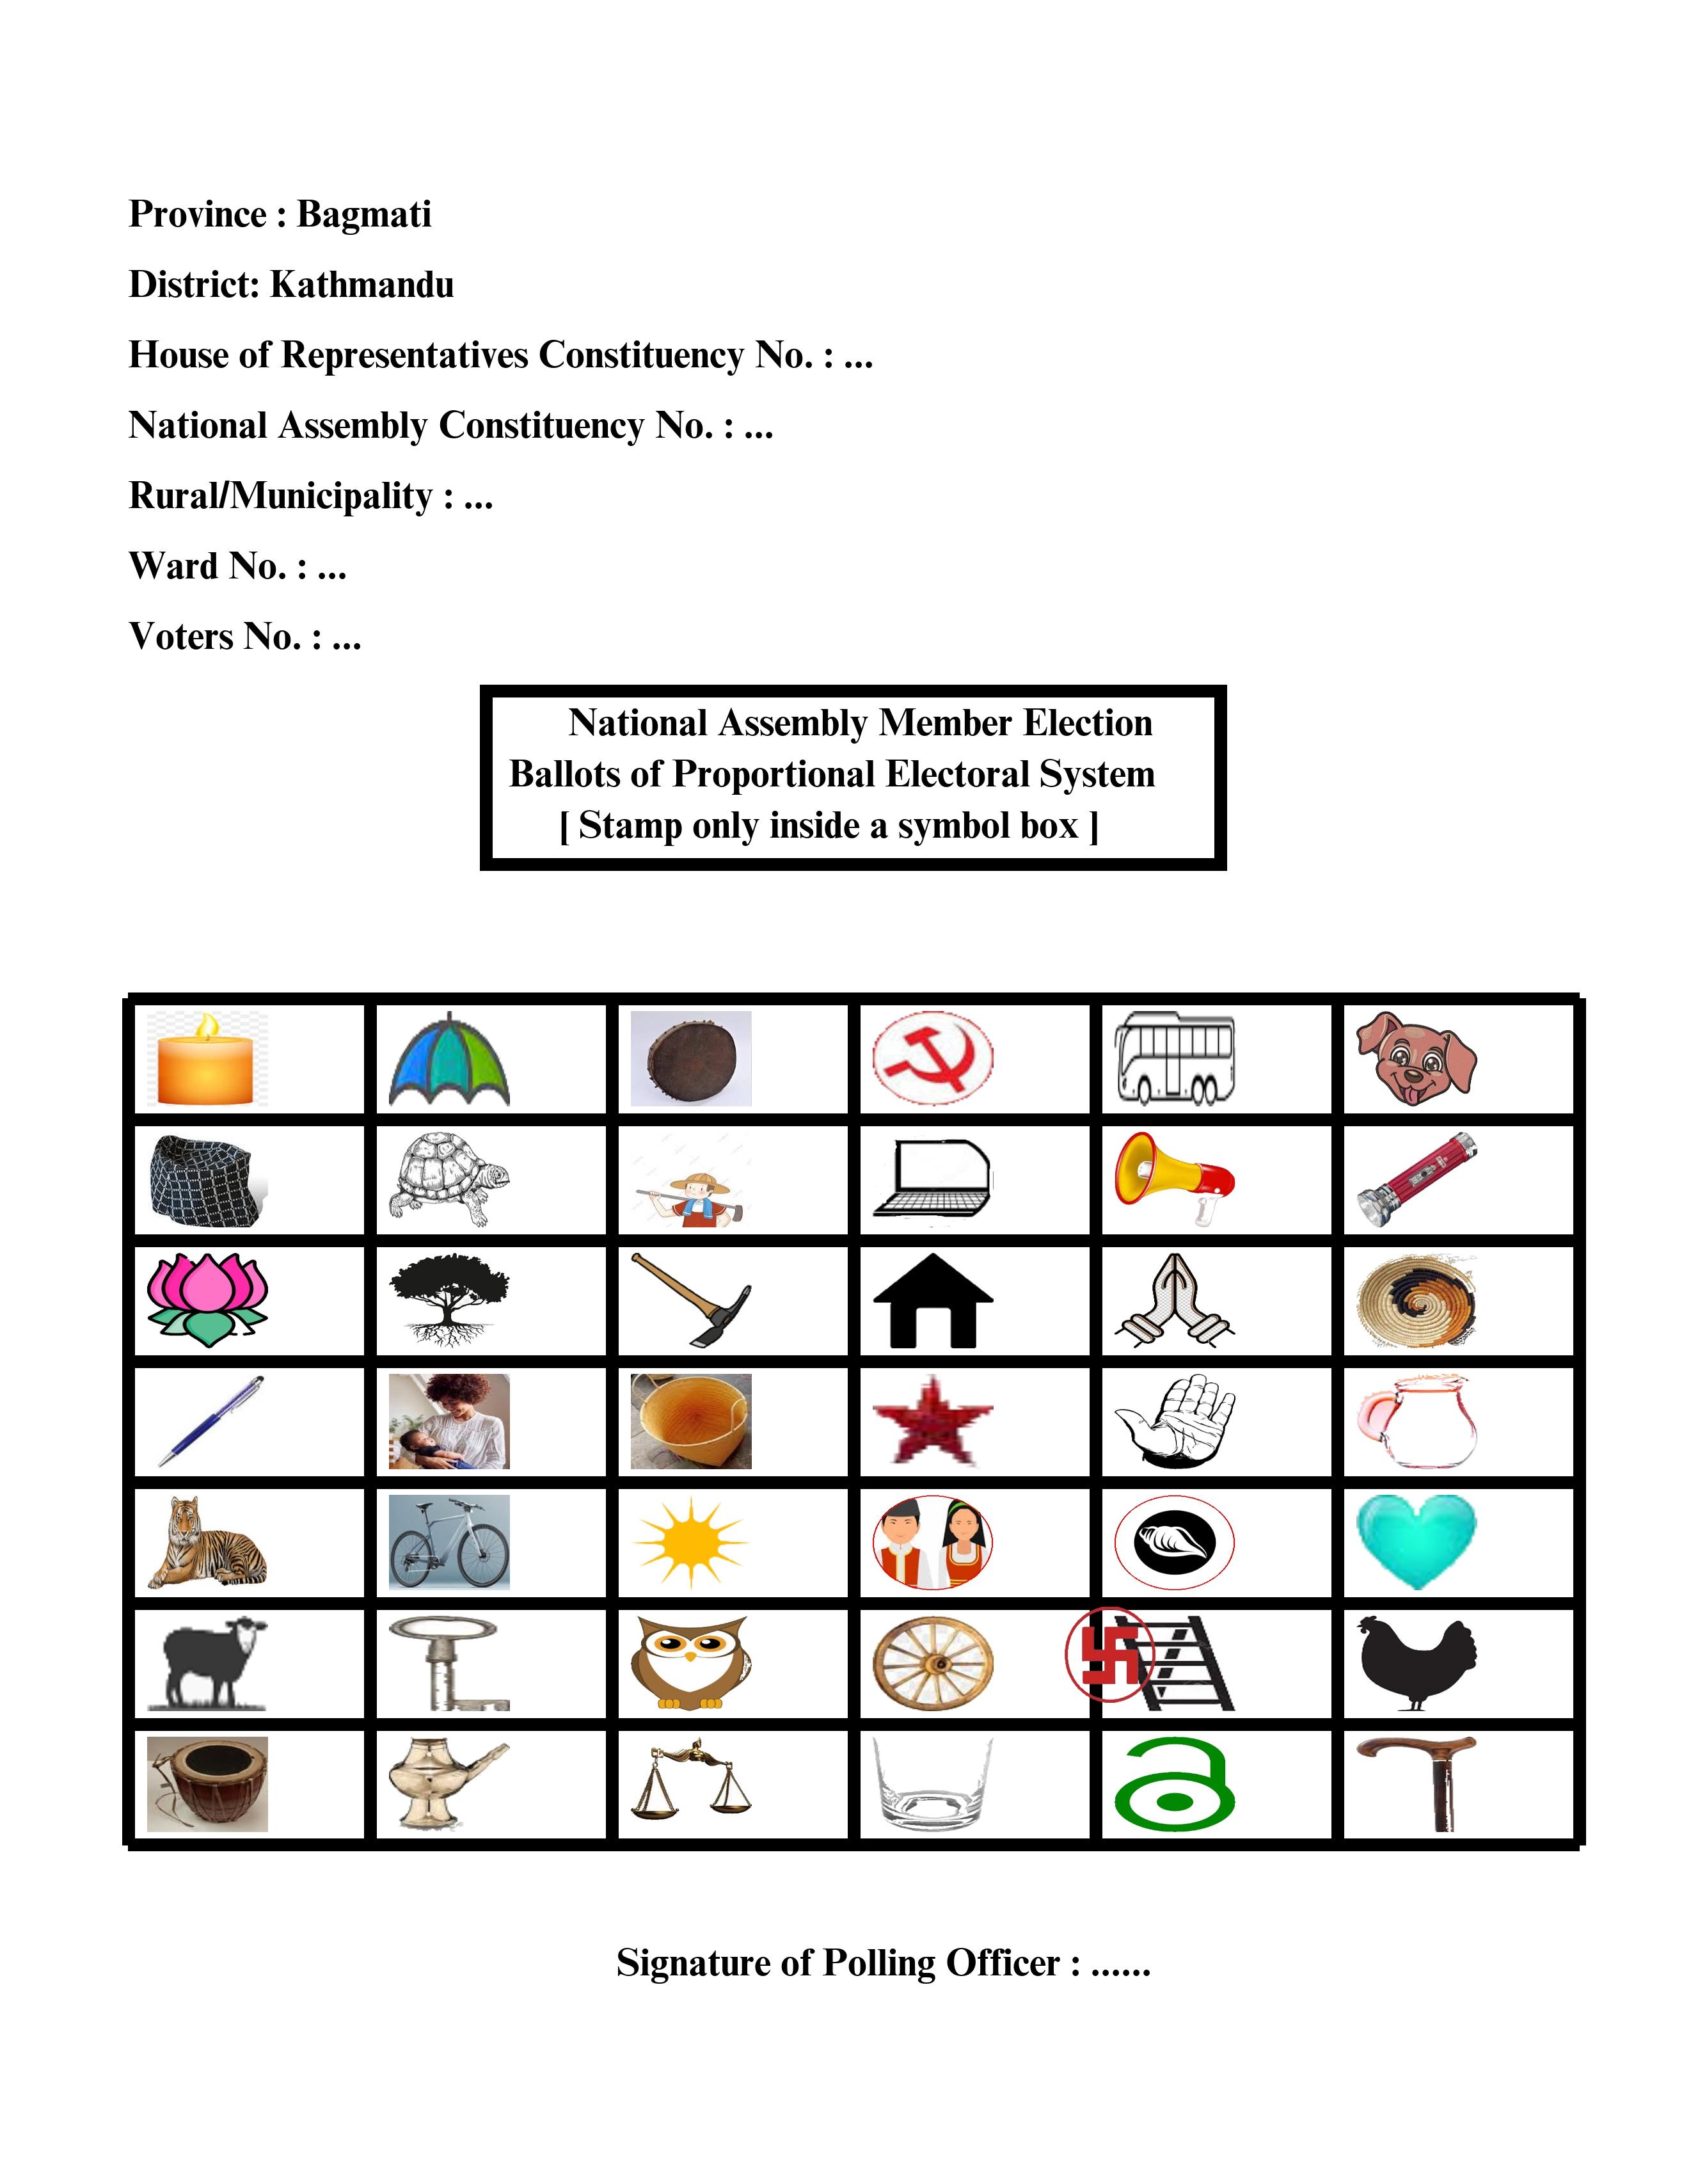 Province : Bagmati
District: Kathmandu
House of Representatives Constituency No. : ...
National Assembly Constituency No. : ...
Rural/Municipality : ...
Ward No. : ...
Voters No. : ...
National Assembly Member Election
Ballots of Proportional Electoral System
[ Stamp only inside a symbol box ]
Signature of Polling Officer : ......